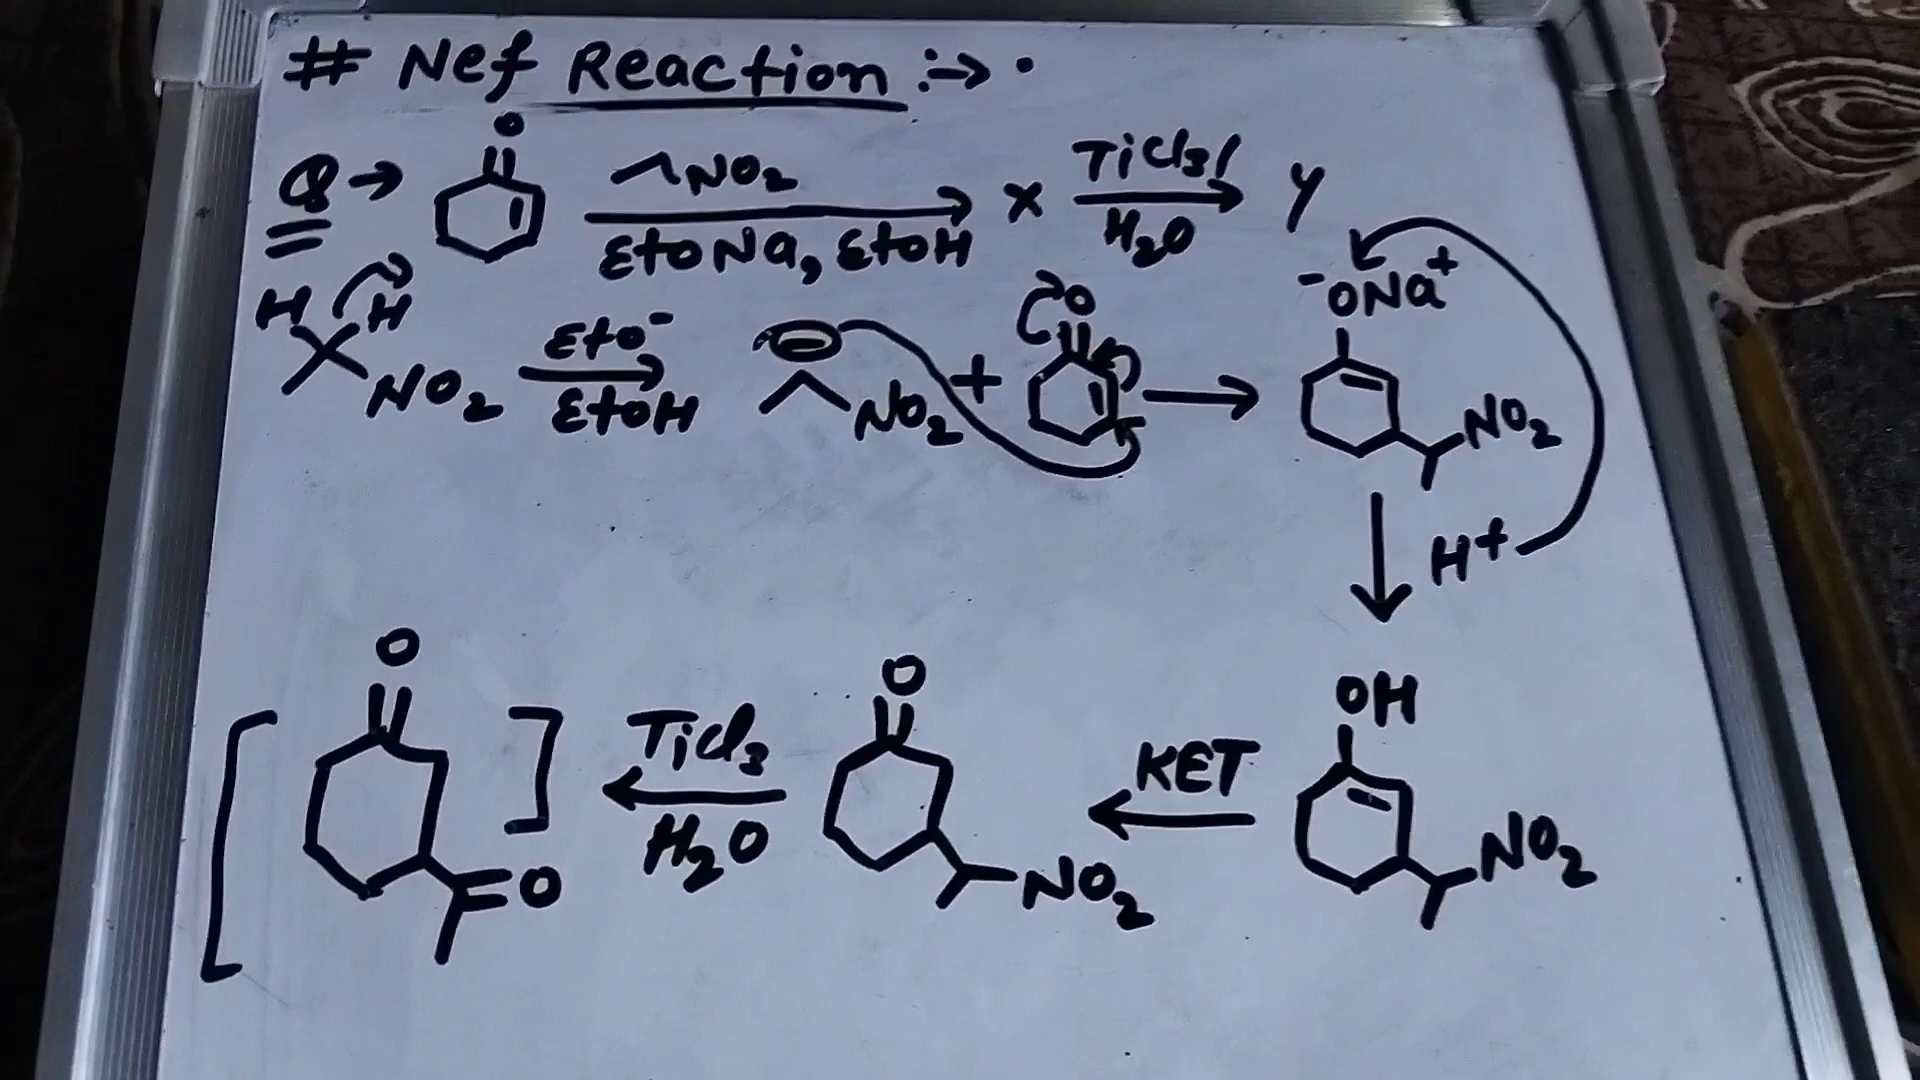 # Nef Reaction :→ •
Q → O NO2 EtONa, EtOH X TiCl3/ H2O Y
H H NO2 EtO- EtOH ⊖ NO2 + O → -ONa+ NO2
H+
O O TiCl3 H2O O NO2 KET OH NO2